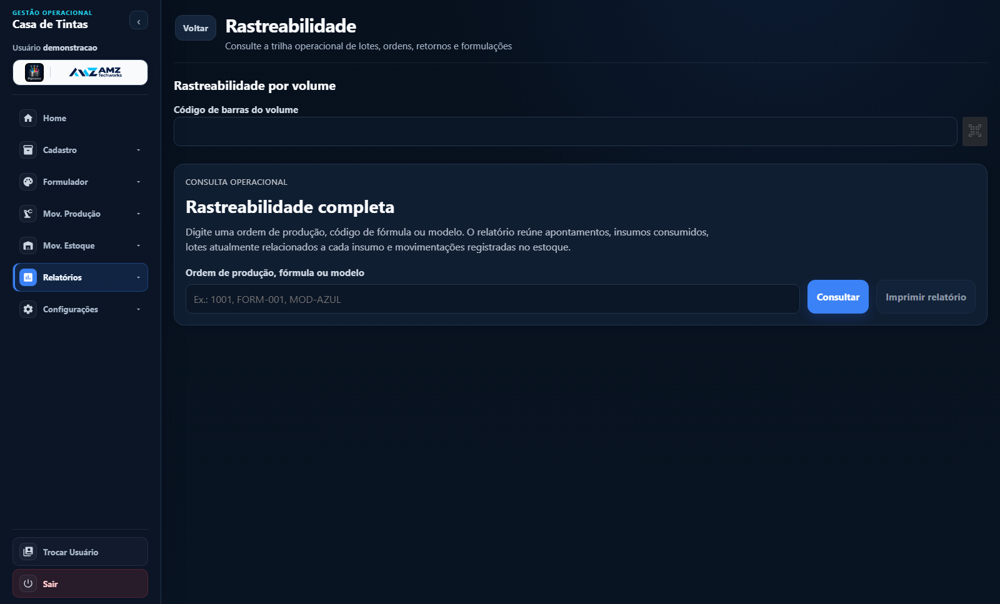 GESTÃO OPERACIONAL
Casa de Tintas
Usuário demonstracao
Pigmento
AMZ
Techworks
Home
Cadastro
Formulador
Mov. Produção
Mov. Estoque
Relatórios
Configurações
Trocar Usuário
Sair
Voltar
Rastreabilidade
Consulte a trilha operacional de lotes, ordens, retornos e formulações
Rastreabilidade por volume
Código de barras do volume
CONSULTA OPERACIONAL
Rastreabilidade completa
Digite uma ordem de produção, código de fórmula ou modelo. O relatório reúne apontamentos, insumos consumidos,
lotes atualmente relacionados a cada insumo e movimentações registradas no estoque.
Ordem de produção, fórmula ou modelo
Ex.: 1001, FORM-001, MOD-AZUL
Consultar
Imprimir relatório